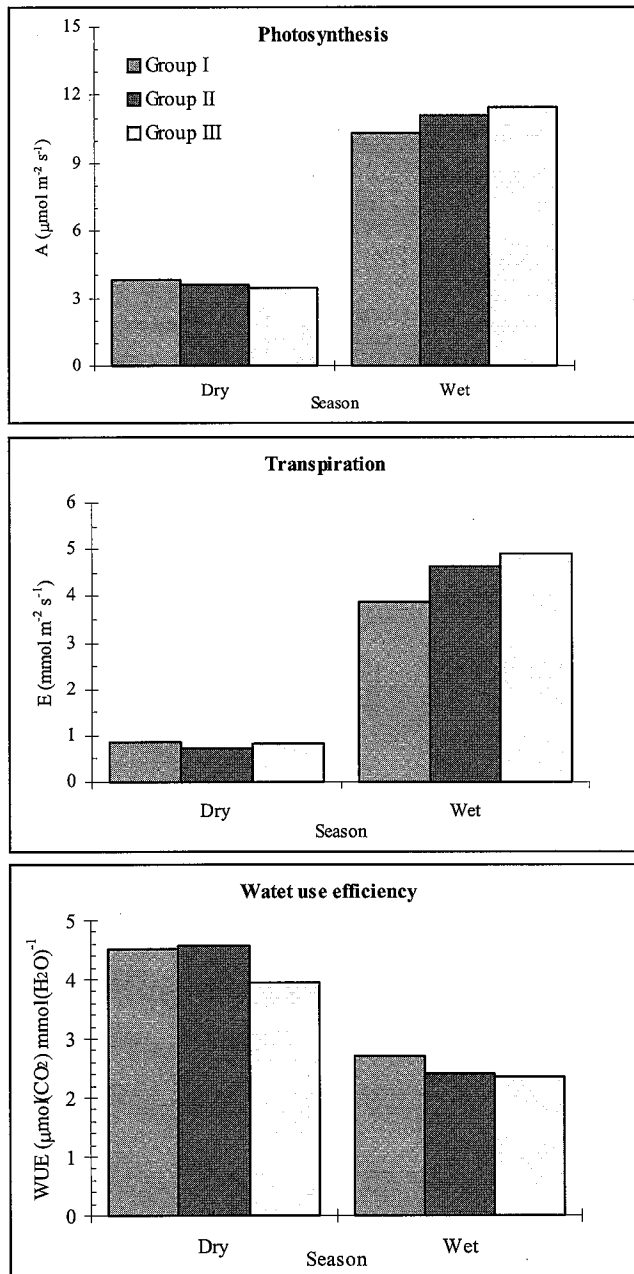 Photosynthesis
15
12
9
6
3
0
A (μmol m⁻² s⁻¹)
Group I
Group II
Group III
Dry
Wet
Season
Transpiration
6
5
4
3
2
1
0
E (mmol m⁻² s⁻¹)
Dry
Wet
Season
Watet use efficiency
5
4
3
2
1
0
WUE (μmol(CO₂) mmol(H₂O)⁻¹
Dry
Wet
Season